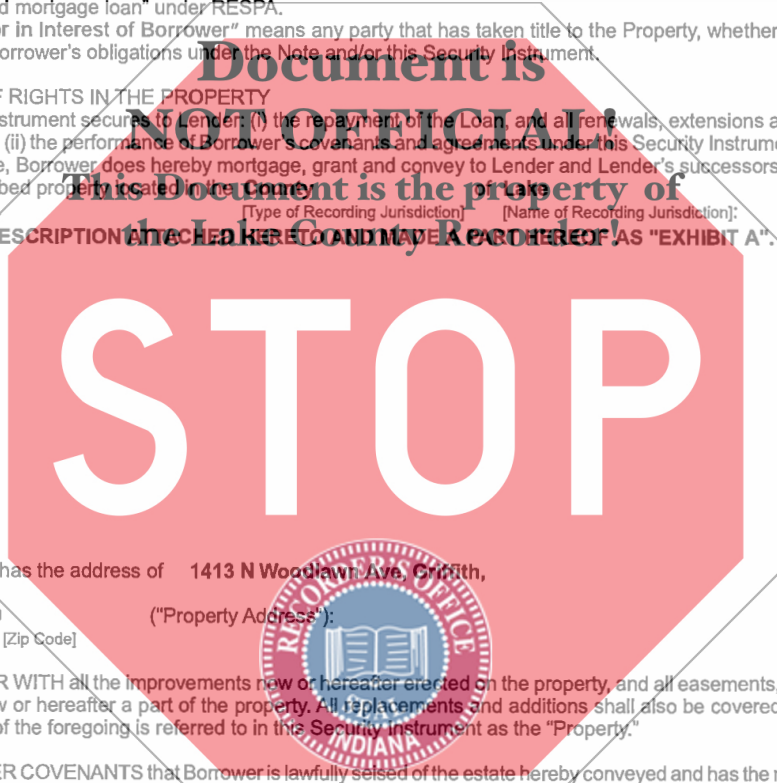 d mortgage loan" under RESPA.
r in Interest of Borrower" means any party that has taken title to the Property, whether
orrower's obligations under the Note and/or this Security Instrument.
Document is
F RIGHTS IN THE PROPERTY
NOT OFFICIAL!
strument secures to Lender: (i) the repayment of the Loan, and all renewals, extensions a
(ii) the performance of Borrower's covenants and agreements under this Security Instrume
e, Borrower does hereby mortgage, grant and convey to Lender and Lender's successors
bed property located in the County of Lake
This Document is the property of
[Type of Recording Jurisdiction] [Name of Recording Jurisdiction]:
the Lake County Recorder!
ESCRIPTION ATTACHED HERETO AND MADE A PART HEREOF AS "EXHIBIT A".
STOP
has the address of 1413 N Woodlawn Ave, Griffith,
("Property Address"):
[Zip Code]
RECORDER'S OFFICE
INDIANA
R WITH all the improvements now or hereafter erected on the property, and all easements,
w or hereafter a part of the property. All replacements and additions shall also be covered
of the foregoing is referred to in this Security Instrument as the "Property."
ER COVENANTS that Borrower is lawfully seised of the estate hereby conveyed and has the r